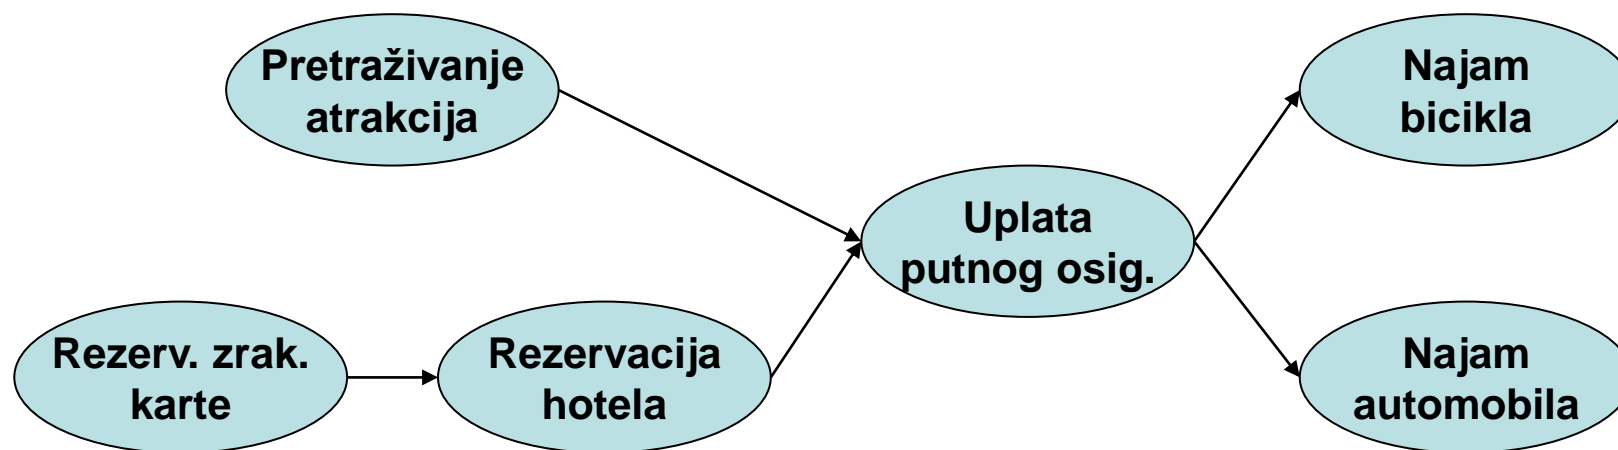 Pretraživanje
atrakcija
Najam
bicikla
Uplata
putnog osig.
Rezerv. zrak.
karte
Rezervacija
hotela
Najam
automobila